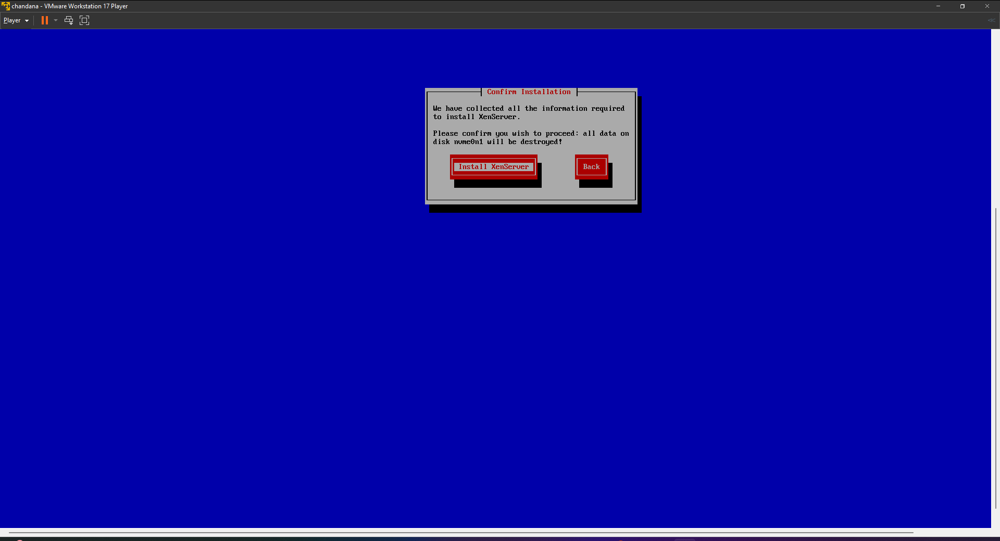 chandana - VMware Workstation 17 Player
Player
Confirm Installation
We have collected all the information required
to install XenServer.
Please confirm you wish to proceed: all data on
disk nvme0n1 will be destroyed!
Install XenServer
Back